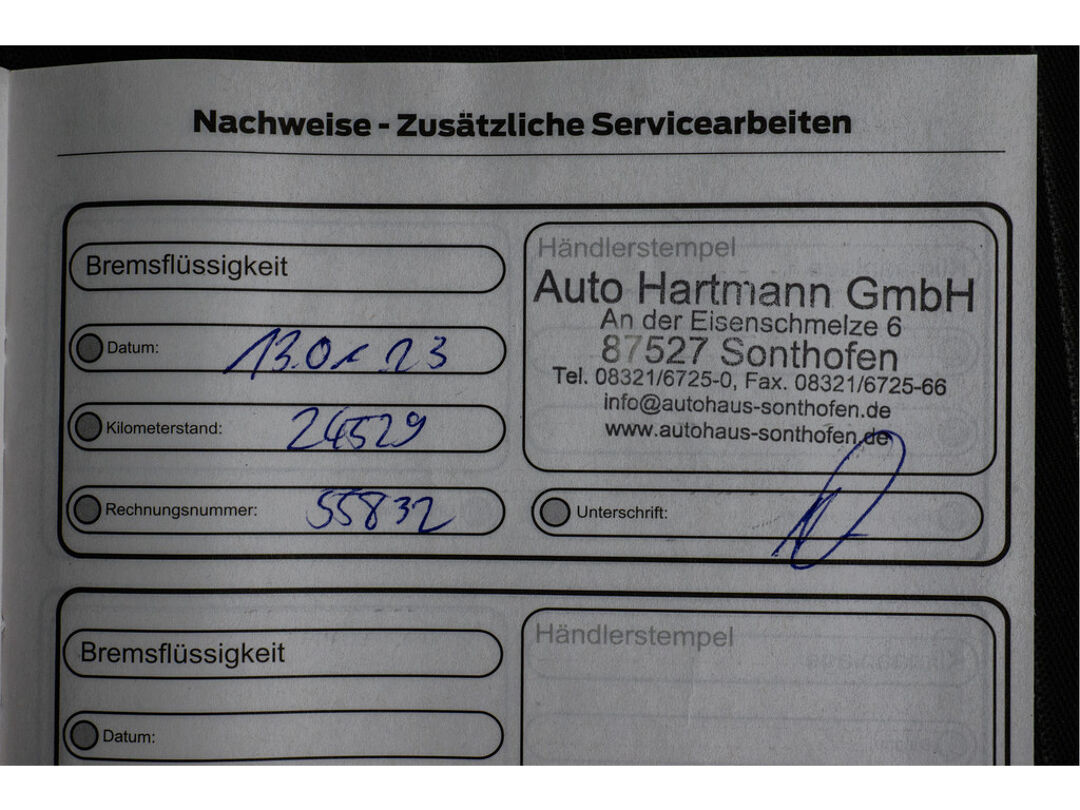 Nachweise - Zusätzliche Servicearbeiten
Bremsflüssigkeit
Datum: 13.01.23
Kilometerstand: 24529
Rechnungsnummer: 55832
Händlerstempel
Auto Hartmann GmbH
An der Eisenschmelze 6
87527 Sonthofen
Tel. 08321/6725-0, Fax. 08321/6725-66
info@autohaus-sonthofen.de
www.autohaus-sonthofen.de
Unterschrift:
Bremsflüssigkeit
Datum:
Händlerstempel